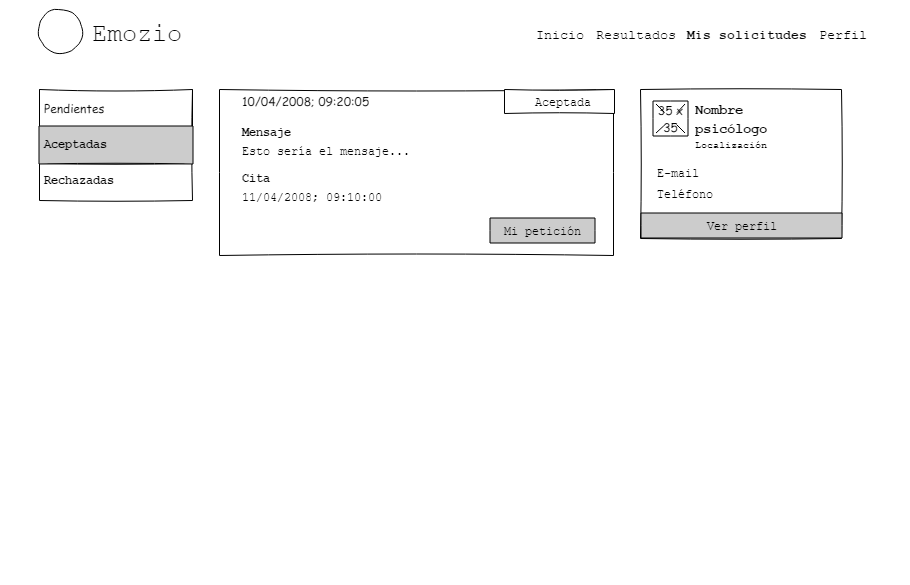 Emozio
Inicio Resultados Mis solicitudes Perfil
Pendientes
Aceptadas
Rechazadas
10/04/2008; 09:20:05
Aceptada
Mensaje
Esto sería el mensaje...
Cita
11/04/2008; 09:10:00
Mi petición
35 x
35
Nombre
psicólogo
Localización
E-mail
Teléfono
Ver perfil